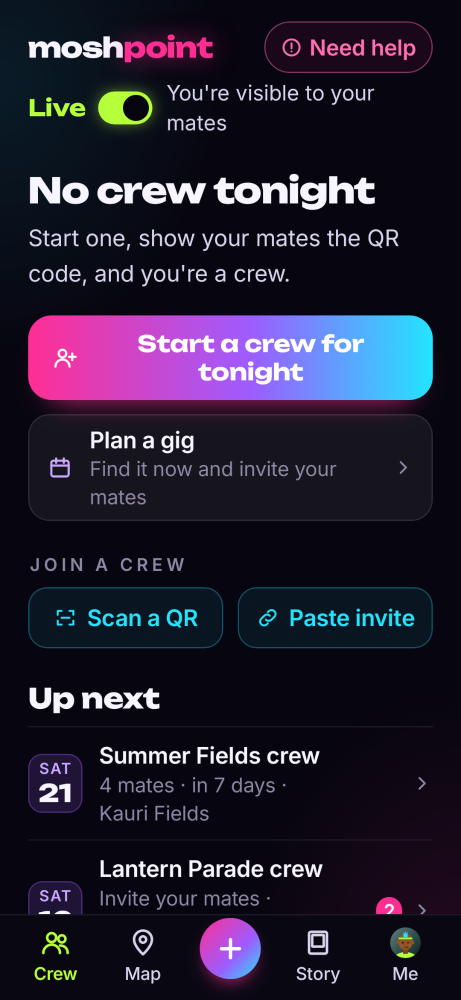 moshpoint
Need help
Live
You're visible to your
mates
No crew tonight
Start one, show your mates the QR
code, and you're a crew.
Start a crew for
tonight
Plan a gig
Find it now and invite your
mates
JOIN A CREW
Scan a QR
Paste invite
Up next
SAT
21
Summer Fields crew
4 mates · in 7 days ·
Kauri Fields
SAT
Lantern Parade crew
Invite your mates ·
2
Crew
Map
Story
Me